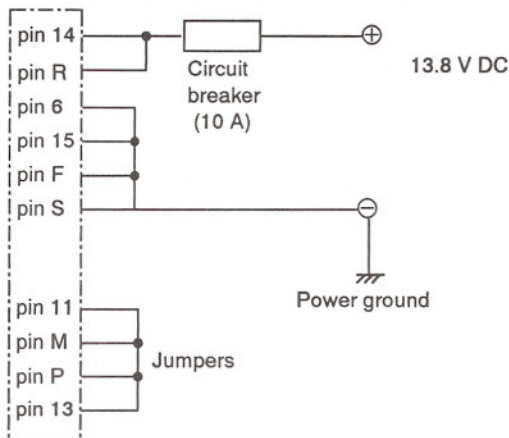 pin 14
pin R
pin 6
pin 15
pin F
pin S
pin 11
pin M
pin P
pin 13
Circuit
breaker
(10 A)
+
13.8 V DC
−
Power ground
Jumpers